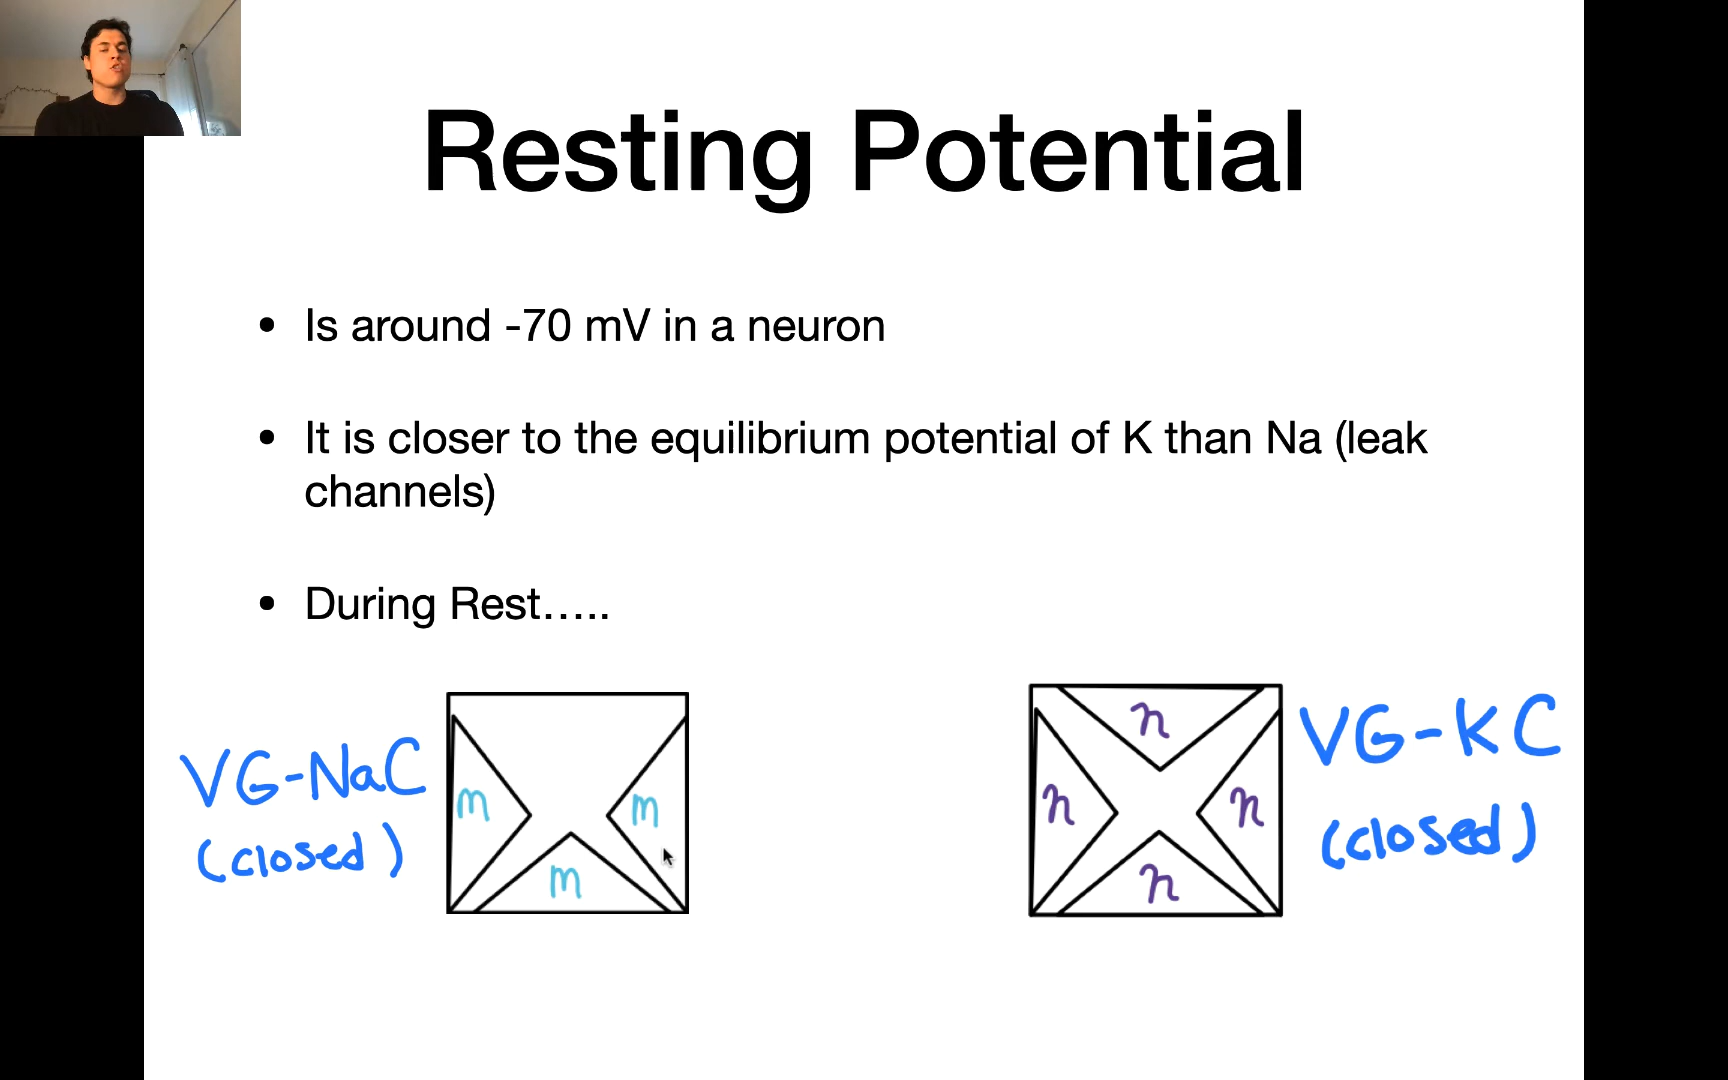 Resting Potential
• Is around -70 mV in a neuron
• It is closer to the equilibrium potential of K than Na (leak
channels)
• During Rest…..
VG-NaC
(closed)
m
m
m
n
n
n
n
VG-KC
(closed)